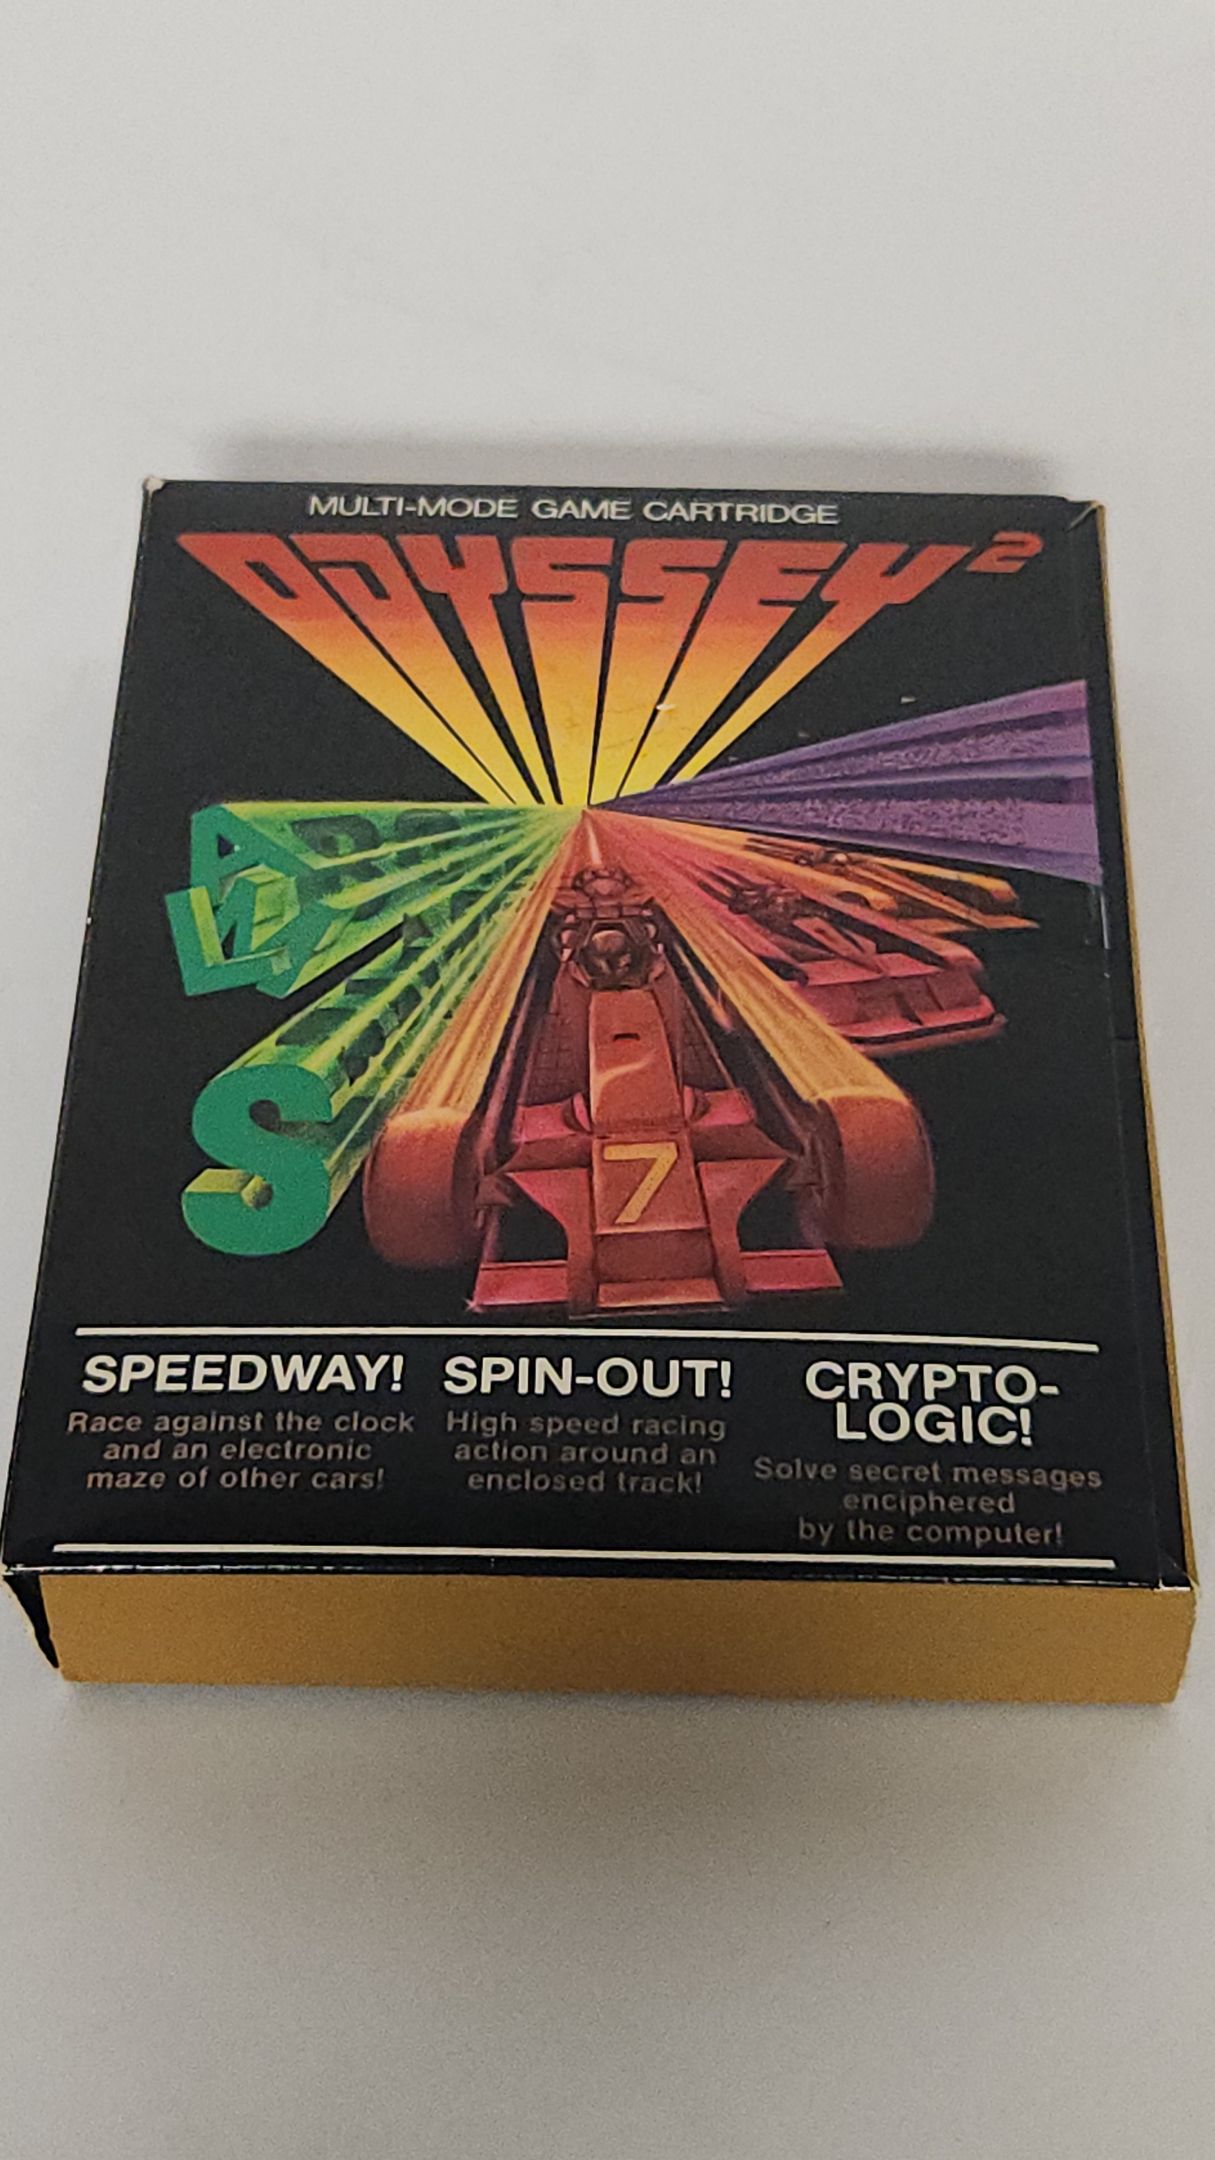 MULTI-MODE GAME CARTRIDGE
ODYSSEY²
A
W
S
7
SPEEDWAY!
Race against the clock
and an electronic
maze of other cars!
SPIN-OUT!
High speed racing
action around an
enclosed track!
CRYPTO-
LOGIC!
Solve secret messages
enciphered
by the computer!